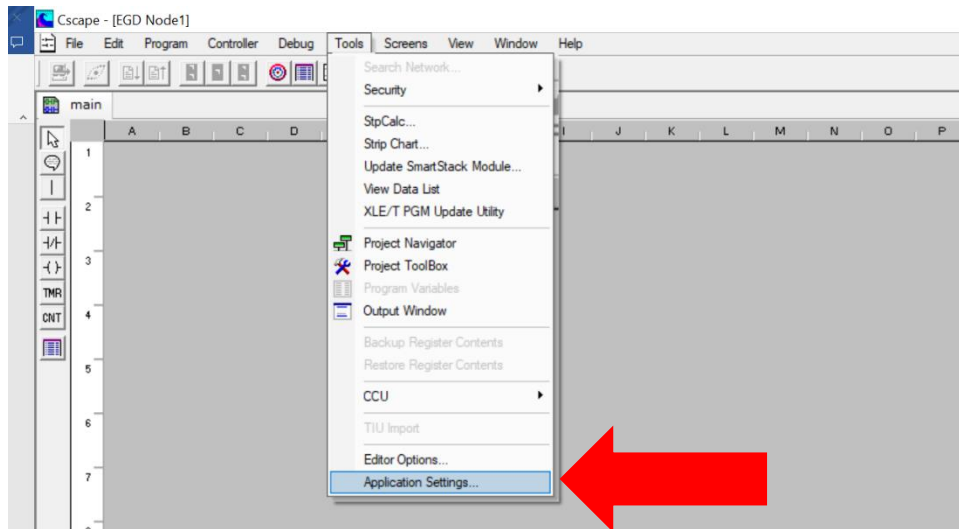 Cscape - [EGD Node1]
File Edit Program Controller Debug Tools Screens View Window Help
Search Network...
Security
main
StpCalc...
A B C D I J K L M N O P
Strip Chart...
1
Update SmartStack Module...
View Data List
2
XLE/T PGM Update Utility
Project Navigator
3
Project ToolBox
TMR
Program Variables
CNT
4
Output Window
Backup Register Contents
5
Restore Register Contents
CCU
6
TIU Import
Editor Options...
7
Application Settings...